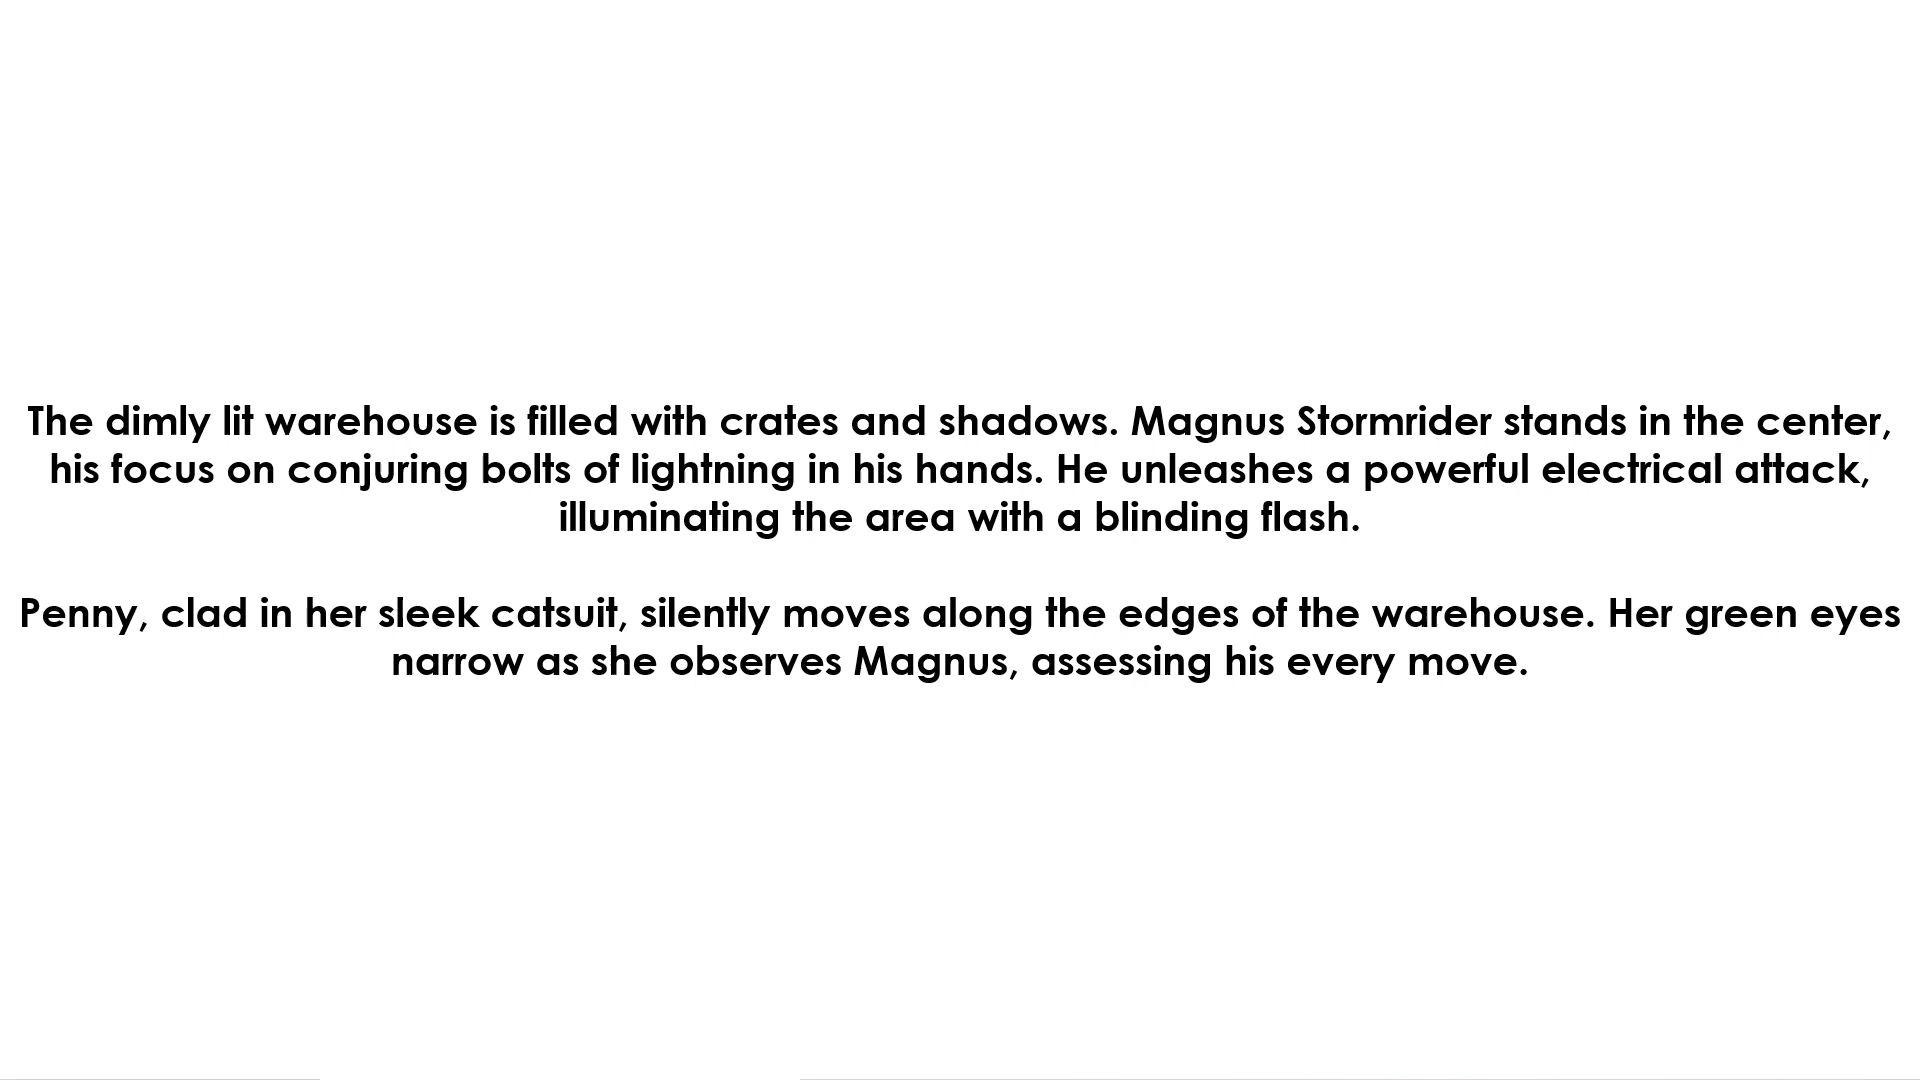 The dimly lit warehouse is filled with crates and shadows. Magnus Stormrider stands in the center,
his focus on conjuring bolts of lightning in his hands. He unleashes a powerful electrical attack,
illuminating the area with a blinding flash.
Penny, clad in her sleek catsuit, silently moves along the edges of the warehouse. Her green eyes
narrow as she observes Magnus, assessing his every move.